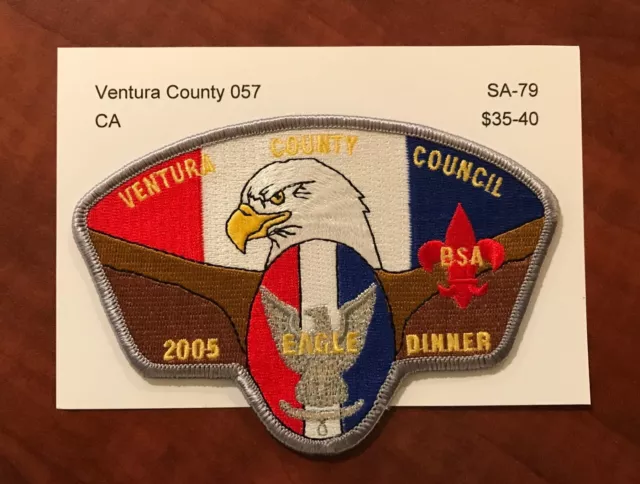 Ventura County 057 SA-79
CA $35-40
VENTURA COUNTY COUNCIL
BSA
2005 EAGLE DINNER